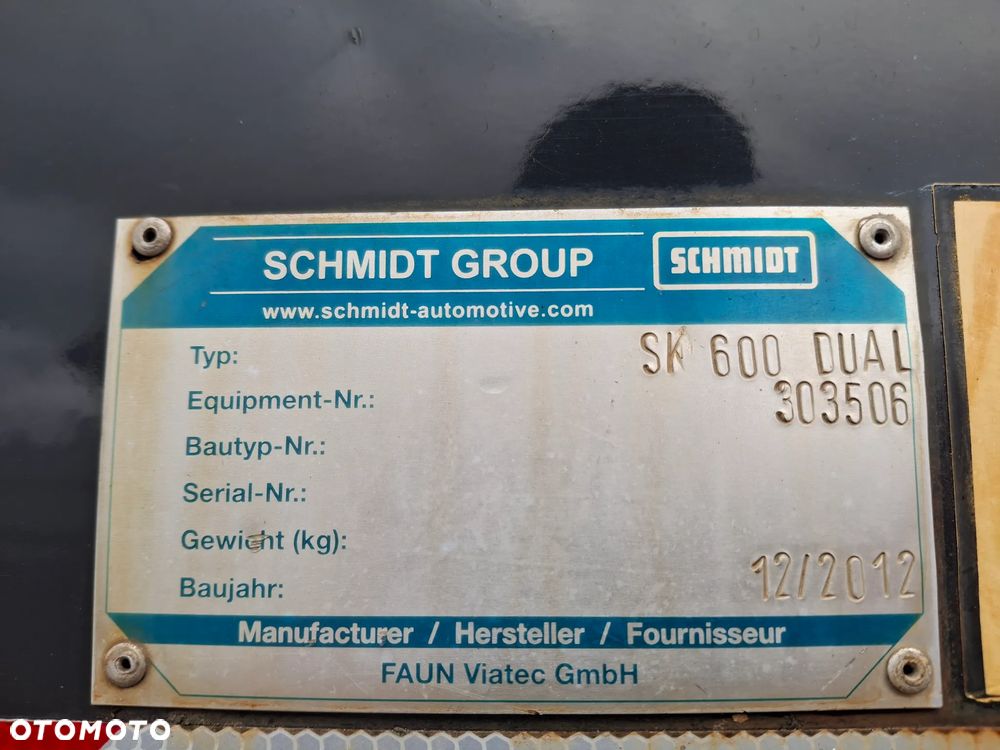 SCHMIDT GROUP
SCHMIDT
www.schmidt-automotive.com
Typ: SK 600 DUAL
Equipment-Nr.: 303506
Bautyp-Nr.:
Serial-Nr.:
Gewicht (kg):
Baujahr: 12/2012
Manufacturer / Hersteller / Fournisseur
FAUN Viatec GmbH
OTOMOTO